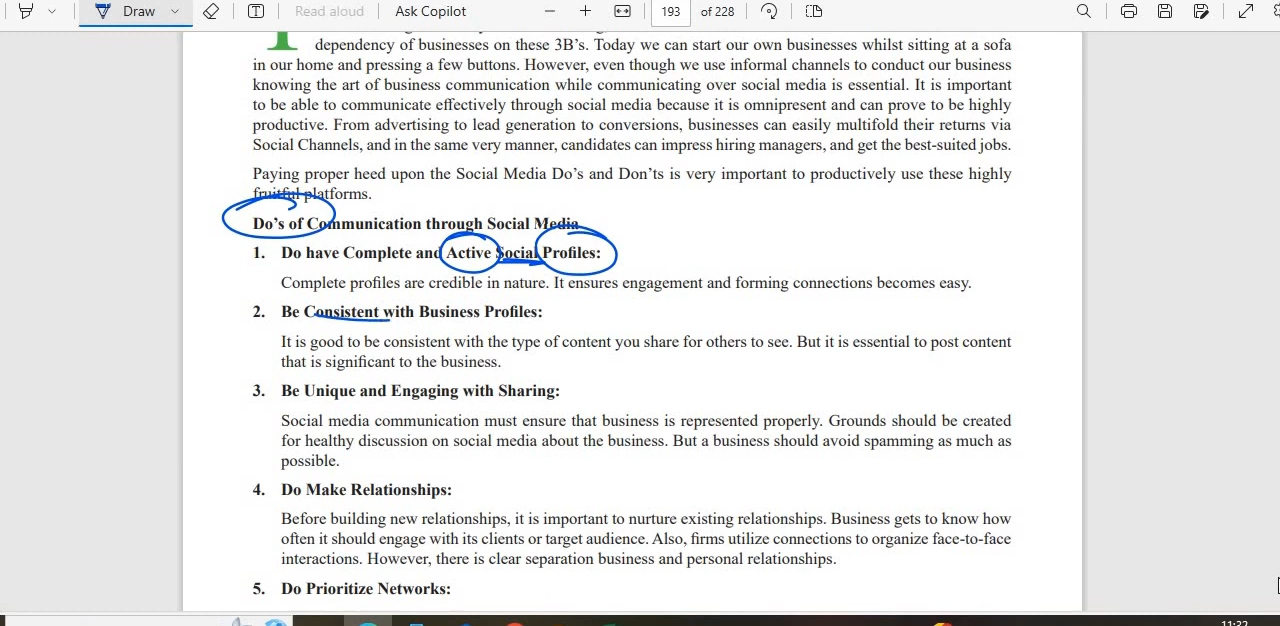 Draw
Read aloud
Ask Copilot
193
of 228
dependency of businesses on these 3B's. Today we can start our own businesses whilst sitting at a sofa
in our home and pressing a few buttons. However, even though we use informal channels to conduct our business
knowing the art of business communication while communicating over social media is essential. It is important
to be able to communicate effectively through social media because it is omnipresent and can prove to be highly
productive. From advertising to lead generation to conversions, businesses can easily multifold their returns via
Social Channels, and in the same very manner, candidates can impress hiring managers, and get the best-suited jobs.
Paying proper heed upon the Social Media Do's and Don'ts is very important to productively use these highly
fruitful platforms.
Do's of Communication through Social Media
1. Do have Complete and Active Social Profiles:
Complete profiles are credible in nature. It ensures engagement and forming connections becomes easy.
2. Be Consistent with Business Profiles:
It is good to be consistent with the type of content you share for others to see. But it is essential to post content
that is significant to the business.
3. Be Unique and Engaging with Sharing:
Social media communication must ensure that business is represented properly. Grounds should be created
for healthy discussion on social media about the business. But a business should avoid spamming as much as
possible.
4. Do Make Relationships:
Before building new relationships, it is important to nurture existing relationships. Business gets to know how
often it should engage with its clients or target audience. Also, firms utilize connections to organize face-to-face
interactions. However, there is clear separation business and personal relationships.
5. Do Prioritize Networks: